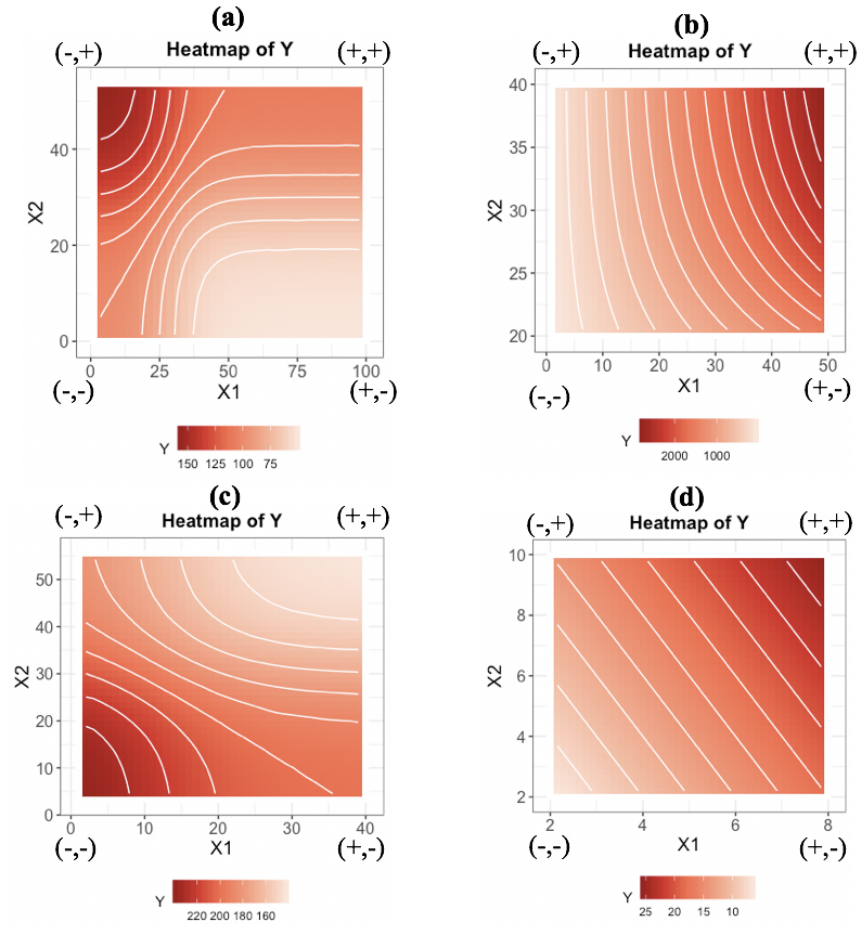 (a)
Heatmap of Y
(-,+) (+,+)
40
20
0
X2
0 25 50 75 100
X1
(-,-) (+,-)
Y
150 125 100 75
(b)
Heatmap of Y
(-,+) (+,+)
40
35
30
25
20
X2
0 10 20 30 40 50
X1
(-,-) (+,-)
Y
2000 1000
(c)
Heatmap of Y
(-,+) (+,+)
50
40
30
20
10
0
X2
0 10 20 30 40
X1
(-,-) (+,-)
Y
220 200 180 160
(d)
Heatmap of Y
(-,+) (+,+)
10
8
6
4
2
X2
2 4 6 8
X1
(-,-) (+,-)
Y
25 20 15 10